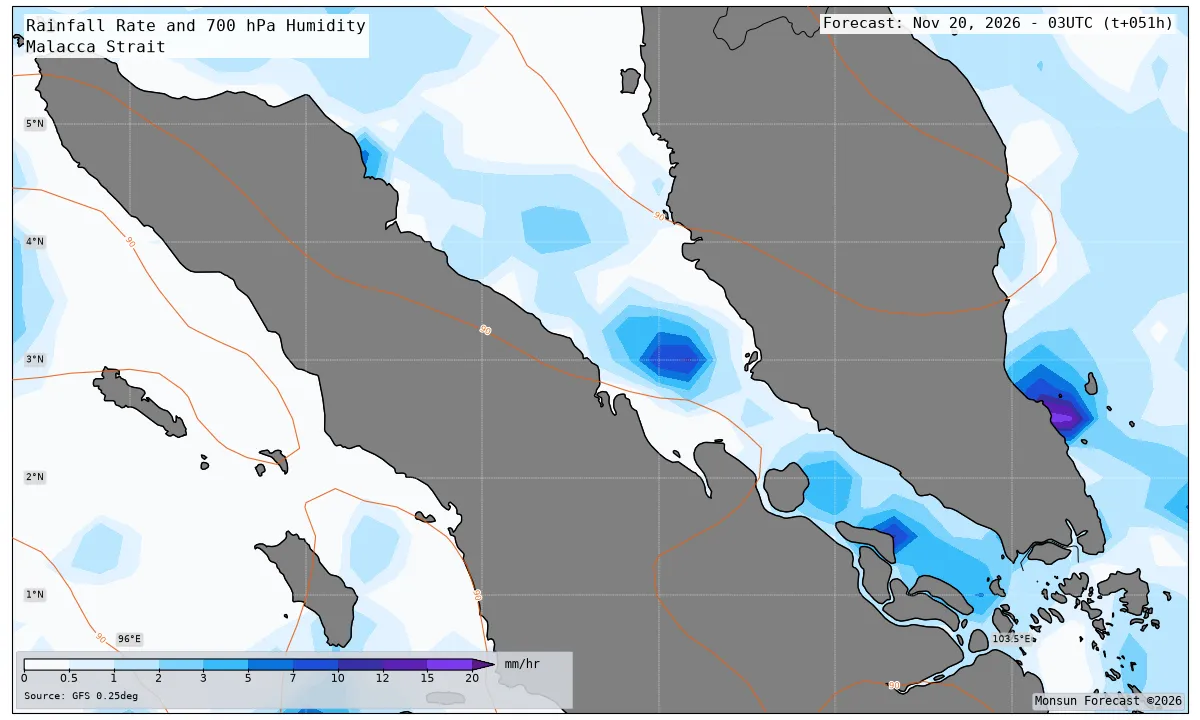 Rainfall Rate and 700 hPa Humidity
Malacca Strait
Forecast: Nov 20, 2026 - 03UTC (t+051h)
5°N
4°N
3°N
2°N
1°N
96°E
103.5°E
90
90
90
90
90
90
mm/hr
0 0.5 1 2 3 5 7 10 12 15 20
Source: GFS 0.25deg
Monsun Forecast ©2026